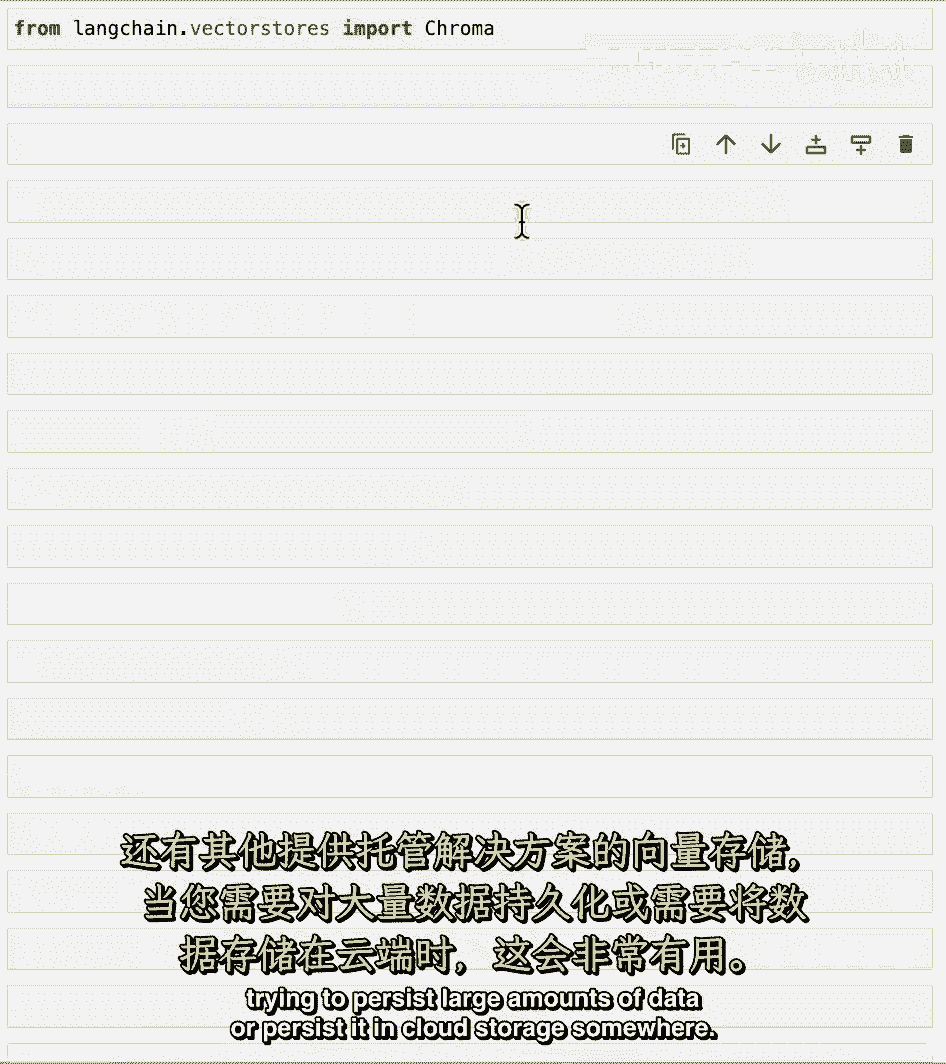 from langchain.vectorstores import Chroma
还有其他提供托管解决方案的向量存储,
当您需要对大量数据持久化或需要将数
据存储在云端时, 这会非常有用。
trying to persist large amounts of data
or persist it in cloud storage somewhere.